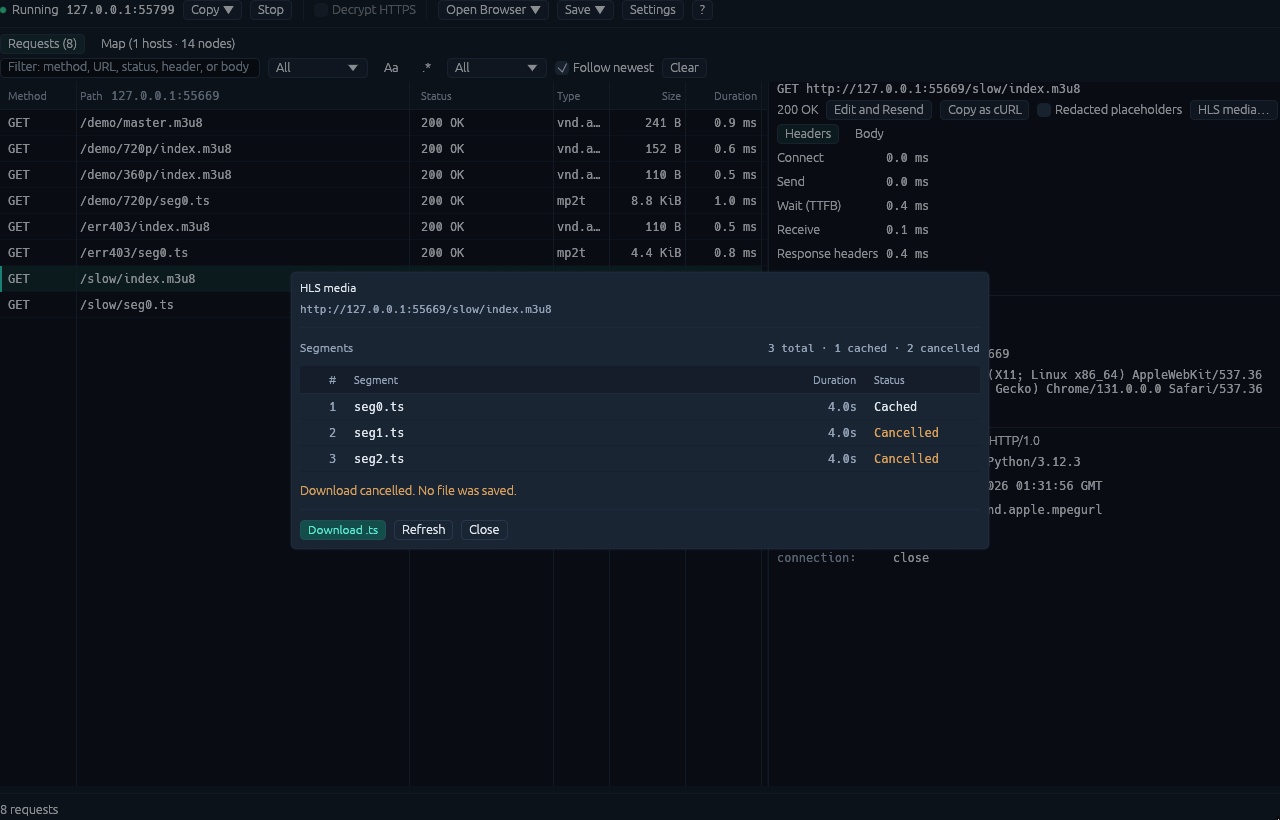 Running 127.0.0.1:55799 Copy ▼ Stop Decrypt HTTPS Open Browser ▼ Save ▼ Settings ?
Requests (8) Map (1 hosts · 14 nodes)
Filter: method, URL, status, header, or body All ▼ Aa .* All ▼ Follow newest Clear
Method Path 127.0.0.1:55669 Status Type Size Duration
GET /demo/master.m3u8 200 OK vnd.a… 241 B 0.9 ms
GET /demo/720p/index.m3u8 200 OK vnd.a… 152 B 0.6 ms
GET /demo/360p/index.m3u8 200 OK vnd.a… 110 B 0.5 ms
GET /demo/720p/seg0.ts 200 OK mp2t 8.8 KiB 1.0 ms
GET /err403/index.m3u8 200 OK vnd.a… 110 B 0.5 ms
GET /err403/seg0.ts 200 OK mp2t 4.4 KiB 0.8 ms
GET /slow/index.m3u8
GET /slow/seg0.ts
GET http://127.0.0.1:55669/slow/index.m3u8
200 OK Edit and Resend Copy as cURL Redacted placeholders HLS media…
Headers Body
Connect 0.0 ms
Send 0.0 ms
Wait (TTFB) 0.4 ms
Receive 0.1 ms
Response headers 0.4 ms
HLS media
http://127.0.0.1:55669/slow/index.m3u8
Segments 3 total · 1 cached · 2 cancelled
# Segment Duration Status
1 seg0.ts 4.0s Cached
2 seg1.ts 4.0s Cancelled
3 seg2.ts 4.0s Cancelled
Download cancelled. No file was saved.
Download .ts Refresh Close
669
(X11; Linux x86_64) AppleWebKit/537.36
Gecko) Chrome/131.0.0.0 Safari/537.36
HTTP/1.0
Python/3.12.3
026 01:31:56 GMT
nd.apple.mpegurl
connection: close
8 requests